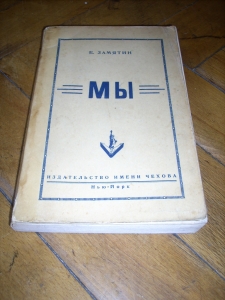 Е. ЗАМЯТИН
МЫ
ИЗДАТЕЛЬСТВО ИМЕНИ ЧЕХОВА
Нью-Йорк